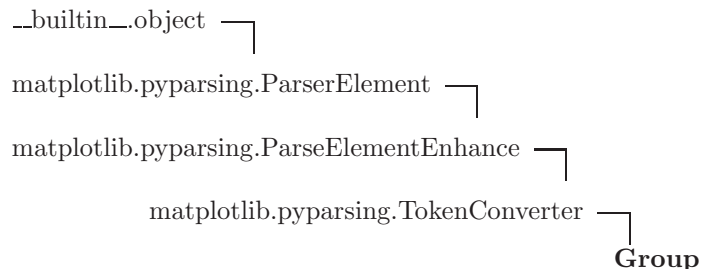 __builtin__.object
matplotlib.pyparsing.ParserElement
matplotlib.pyparsing.ParseElementEnhance
matplotlib.pyparsing.TokenConverter
Group